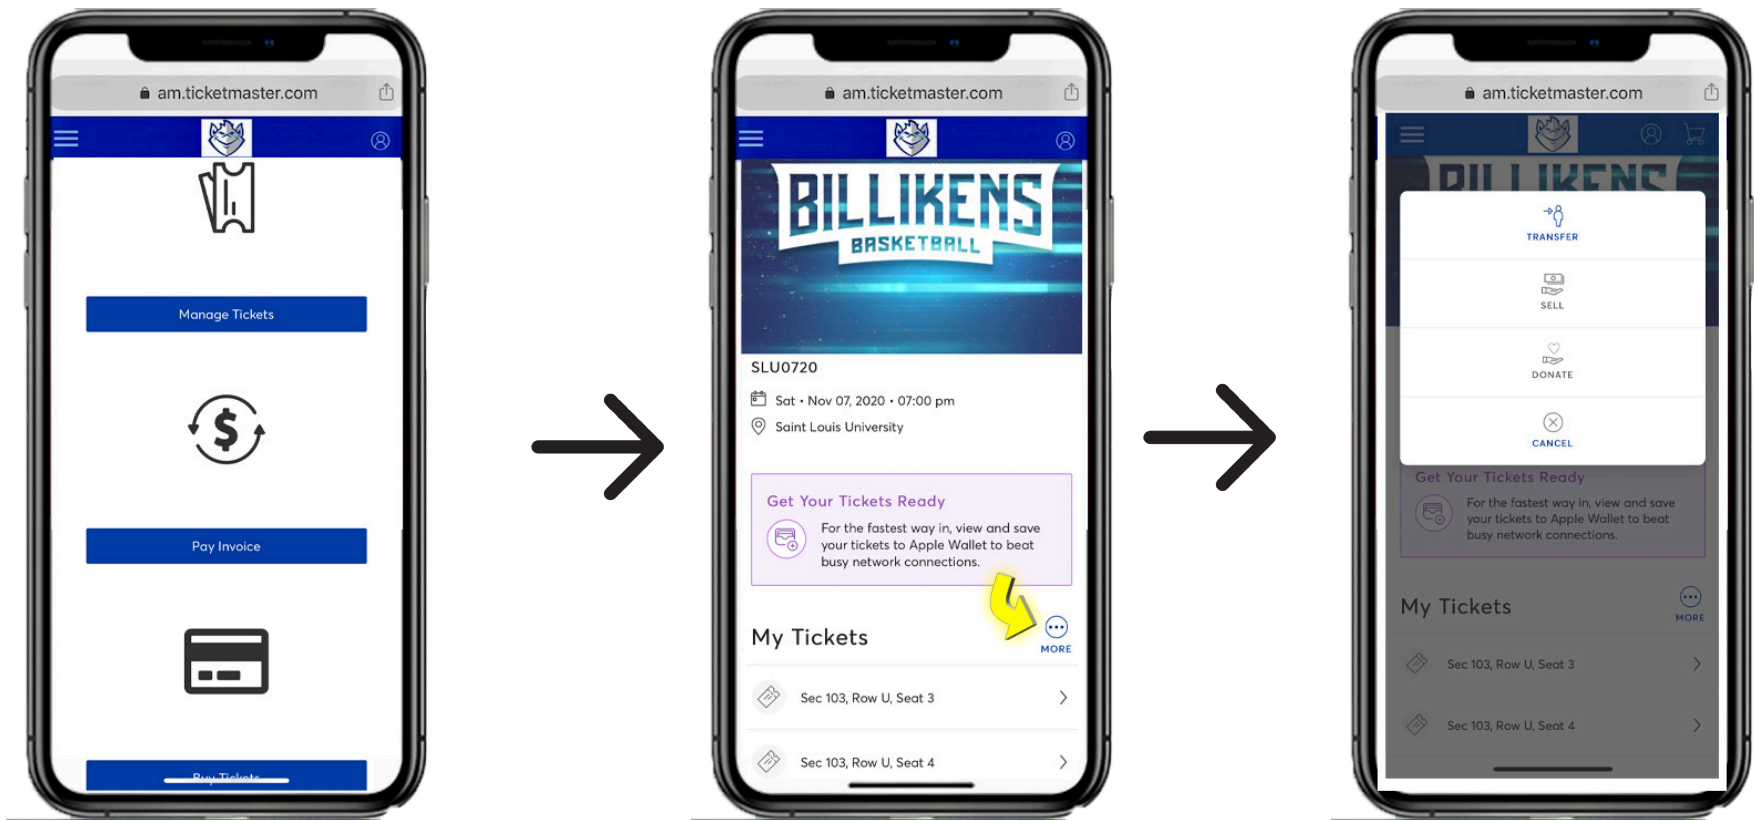 am.ticketmaster.com
Manage Tickets
Pay Invoice
Buy Tickets
am.ticketmaster.com
BILLIKENS
BASKETBALL
SLU0720
Sat • Nov 07, 2020 • 07:00 pm
Saint Louis University
Get Your Tickets Ready
For the fastest way in, view and save
your tickets to Apple Wallet to beat
busy network connections.
My Tickets
MORE
Sec 103, Row U, Seat 3
Sec 103, Row U, Seat 4
am.ticketmaster.com
BILLIKENS
TRANSFER
SELL
DONATE
CANCEL
Get Your Tickets Ready
For the fastest way in, view and save
your tickets to Apple Wallet to beat
busy network connections.
My Tickets
MORE
Sec 103, Row U, Seat 3
Sec 103, Row U, Seat 4